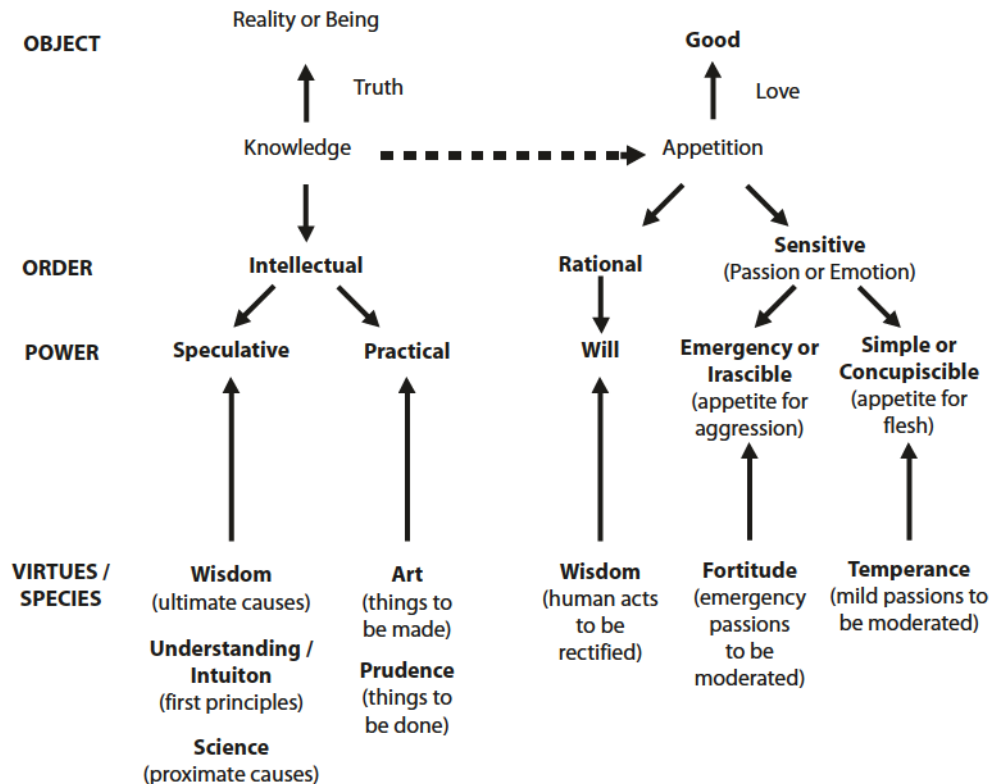 Reality or Being
OBJECT
Good
Truth
Love
Knowledge
Appetition
Sensitive
(Passion or Emotion)
ORDER
Intellectual
Rational
POWER
Speculative
Practical
Will
Emergency or
Irascible
(appetite for
aggression)
Simple or
Concupiscible
(appetite for
flesh)
VIRTUES /
SPECIES
Wisdom
(ultimate causes)
Understanding /
Intuiton
(first principles)
Science
(proximate causes)
Art
(things to
be made)
Prudence
(things to
be done)
Wisdom
(human acts
to be
rectified)
Fortitude
(emergency
passions
to be
moderated)
Temperance
(mild passions to
be moderated)